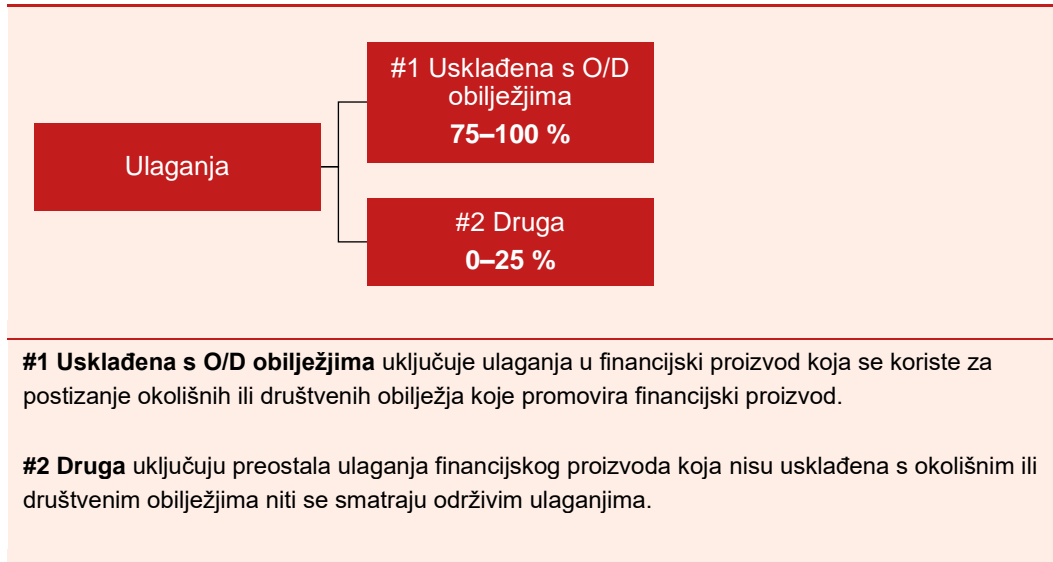 #1 Usklađena s O/D
obilježjima
75–100 %
Ulaganja
#2 Druga
0–25 %
#1 Usklađena s O/D obilježjima uključuje ulaganja u financijski proizvod koja se koriste za
postizanje okolišnih ili društvenih obilježja koje promovira financijski proizvod.
#2 Druga uključuju preostala ulaganja financijskog proizvoda koja nisu usklađena s okolišnim ili
društvenim obilježjima niti se smatraju održivim ulaganjima.